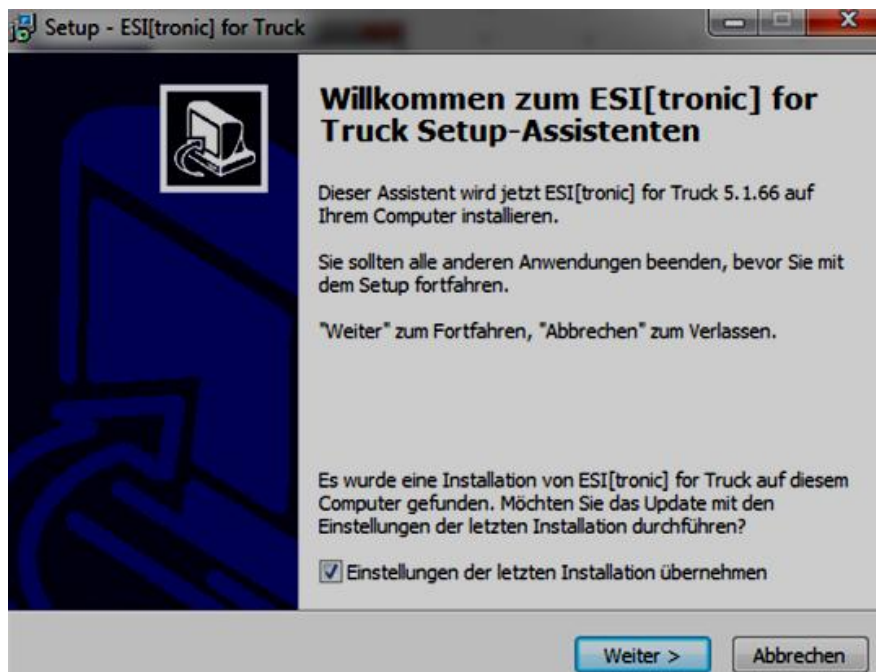 Setup - ESI[tronic] for Truck
Willkommen zum ESI[tronic] for
Truck Setup-Assistenten
Dieser Assistent wird jetzt ESI[tronic] for Truck 5.1.66 auf
Ihrem Computer installieren.
Sie sollten alle anderen Anwendungen beenden, bevor Sie mit
dem Setup fortfahren.
"Weiter" zum Fortfahren, "Abbrechen" zum Verlassen.
Es wurde eine Installation von ESI[tronic] for Truck auf diesem
Computer gefunden. Möchten Sie das Update mit den
Einstellungen der letzten Installation durchführen?
Einstellungen der letzten Installation übernehmen
Weiter >
Abbrechen